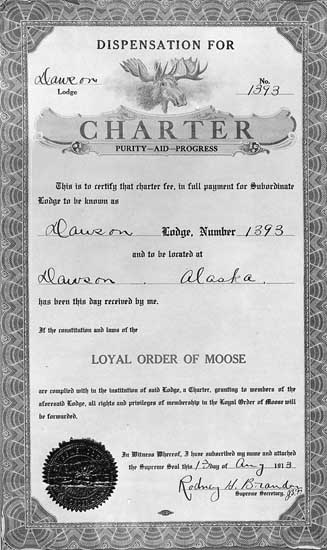 DISPENSATION FOR
Dawson No.
Lodge 1393
CHARTER
PURITY—AID—PROGRESS
This is to certify that charter fee, in full payment for Subordinate
Lodge to be known as
Dawson Lodge, Number 1393
and to be located at
Dawson, Alaska.
has been this day received by me.
If the constitution and laws of the
LOYAL ORDER OF MOOSE
are complied with in the institution of said Lodge, a Charter, granting to members of the
aforesaid Lodge, all rights and privileges of membership in the Loyal Order of Moose will
be forwarded.
In Witness Whereof, I have subscribed my name and attached
the Supreme Seal this 1st day of Aug 1913
Rodney H. Brandon
Supreme Secretary.